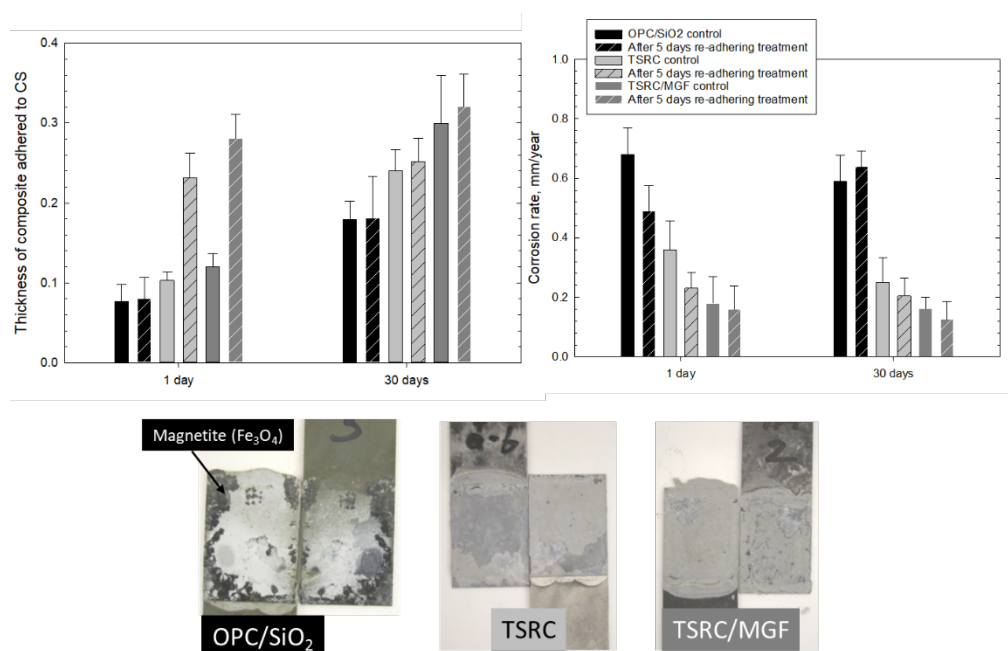 Thickness of composite adhered to CS
0.4
0.3
0.2
0.1
0.0
1 day
30 days
OPC/SiO2 control
After 5 days re-adhering treatment
TSRC control
After 5 days re-adhering treatment
TSRC/MGF control
After 5 days re-adhering treatment
Corrosion rate, mm/year
1.0
0.8
0.6
0.4
0.2
0.0
1 day
30 days
Magnetite (Fe₃O₄)
2
OPC/SiO₂
TSRC
TSRC/MGF